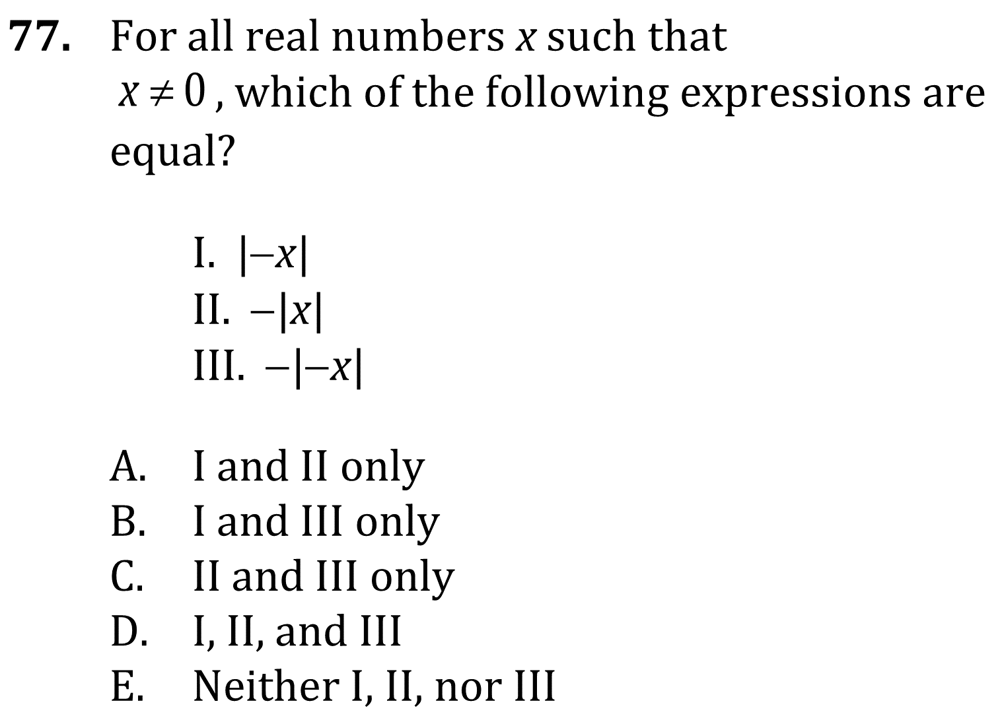 77. For all real numbers x such that
x ≠ 0, which of the following expressions are
equal?
I. |−x|
II. −|x|
III. −|−x|
A. I and II only
B. I and III only
C. II and III only
D. I, II, and III
E. Neither I, II, nor III